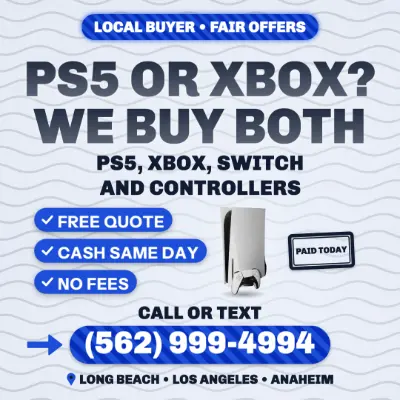 LOCAL BUYER • FAIR OFFERS
PS5 OR XBOX?
WE BUY BOTH
PS5, XBOX, SWITCH
AND CONTROLLERS
FREE QUOTE
CASH SAME DAY
NO FEES
PAID TODAY
CALL OR TEXT
(562) 999-4994
LONG BEACH • LOS ANGELES • ANAHEIM